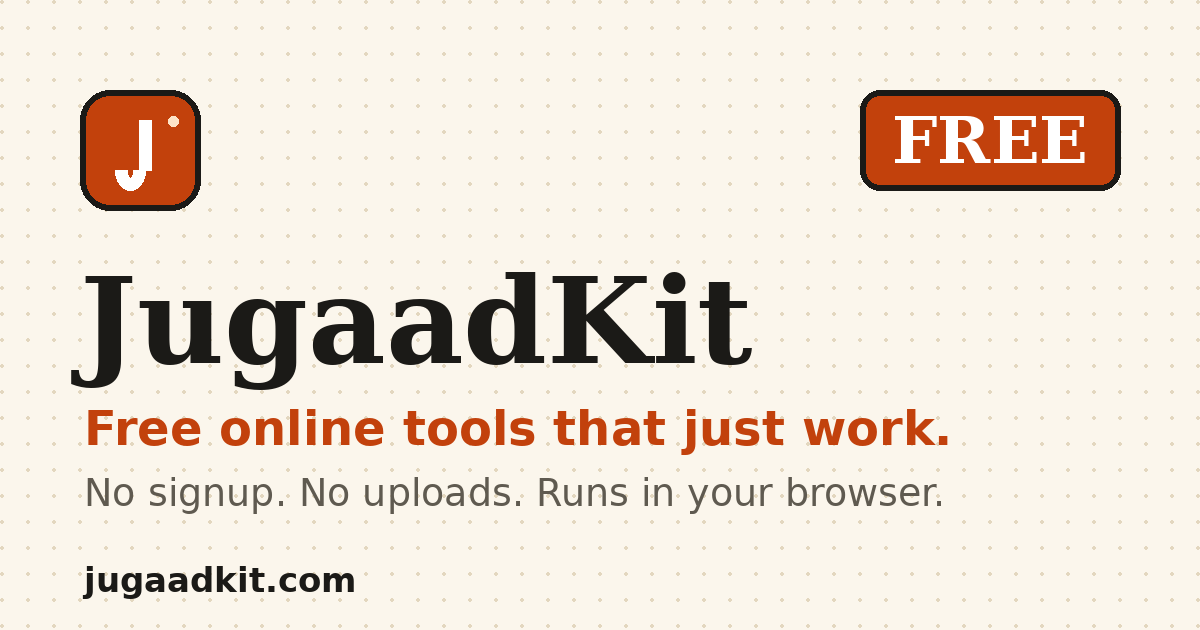 J
FREE
JugaadKit
Free online tools that just work.
No signup. No uploads. Runs in your browser.
jugaadkit.com